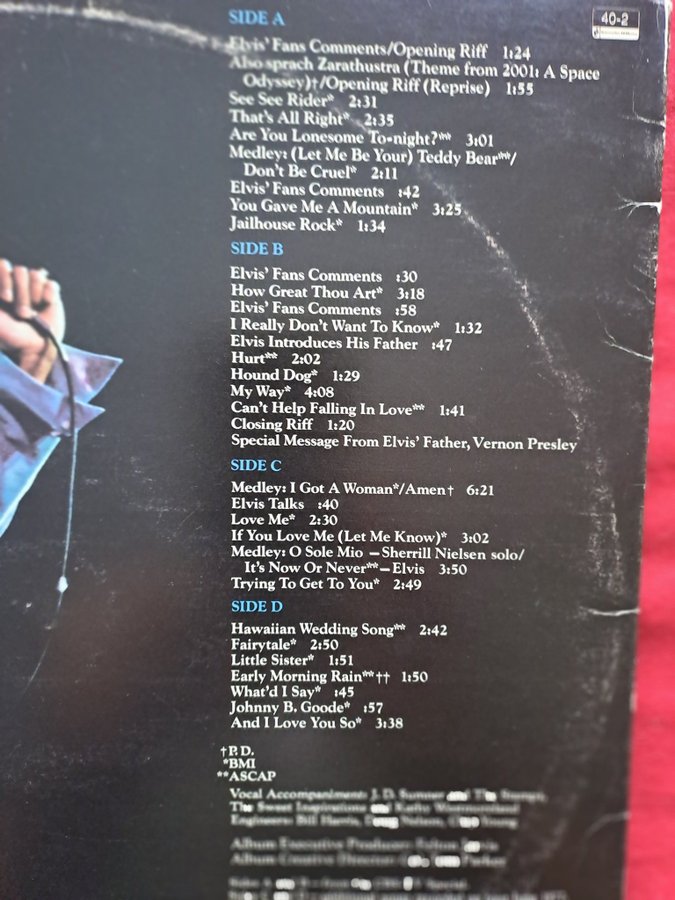 40-2
SIDE A
Elvis' Fans Comments/Opening Riff 1:24
Also sprach Zarathustra (Theme from 2001: A Space
Odyssey)†/Opening Riff (Reprise) 1:55
See See Rider* 2:31
That's All Right* 2:35
Are You Lonesome To-night?** 3:01
Medley: (Let Me Be Your) Teddy Bear**/
Don't Be Cruel* 2:11
Elvis' Fans Comments :42
You Gave Me A Mountain* 3:25
Jailhouse Rock* 1:34
SIDE B
Elvis' Fans Comments :30
How Great Thou Art* 3:18
Elvis' Fans Comments :58
I Really Don't Want To Know* 1:32
Elvis Introduces His Father :47
Hurt** 2:02
Hound Dog* 1:29
My Way* 4:08
Can't Help Falling In Love** 1:41
Closing Riff 1:20
Special Message From Elvis' Father, Vernon Presley
SIDE C
Medley: I Got A Woman*/Amen† 6:21
Elvis Talks :40
Love Me* 2:30
If You Love Me (Let Me Know)* 3:02
Medley: O Sole Mio – Sherrill Nielsen solo/
It's Now Or Never** – Elvis 3:50
Trying To Get To You* 2:49
SIDE D
Hawaiian Wedding Song** 2:42
Fairytale* 2:50
Little Sister* 1:51
Early Morning Rain**†† 1:50
What'd I Say* :45
Johnny B. Goode* :57
And I Love You So* 3:38
†P.D.
*BMI
**ASCAP
Vocal Accompaniment: J. D. Sumner and The Stamps,
The Sweet Inspirations and Kathy
Engineers: Bill Harris,
Album Executive Producer:
Album Creative Director: